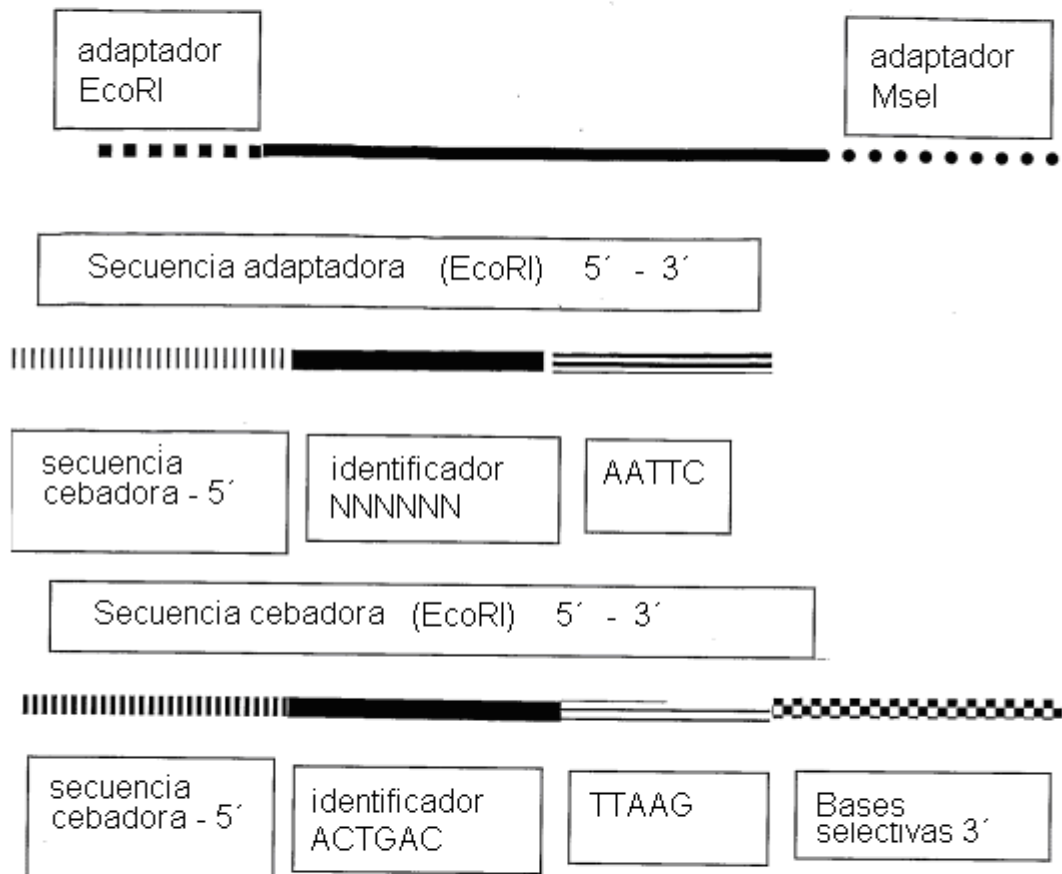 adaptador
EcoRI
adaptador
MseI
Secuencia adaptadora (EcoRI) 5´ - 3´
secuencia
cebadora - 5´
identificador
NNNNNN
AATTC
Secuencia cebadora (EcoRI) 5´ - 3´
secuencia
cebadora - 5´
identificador
ACTGAC
TTAAG
Bases
selectivas 3´